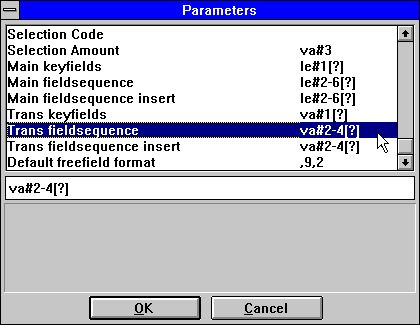 Parameters
Selection Code
Selection Amount va#3
Main keyfields le#1[?]
Main fieldsequence le#2-6[?]
Main fieldsequence insert le#2-6[?]
Trans keyfields va#1[?]
Trans fieldsequence va#2-4[?]
Trans fieldsequence insert va#2-4[?]
Default freefield format ,9,2
va#2-4[?]
OK Cancel